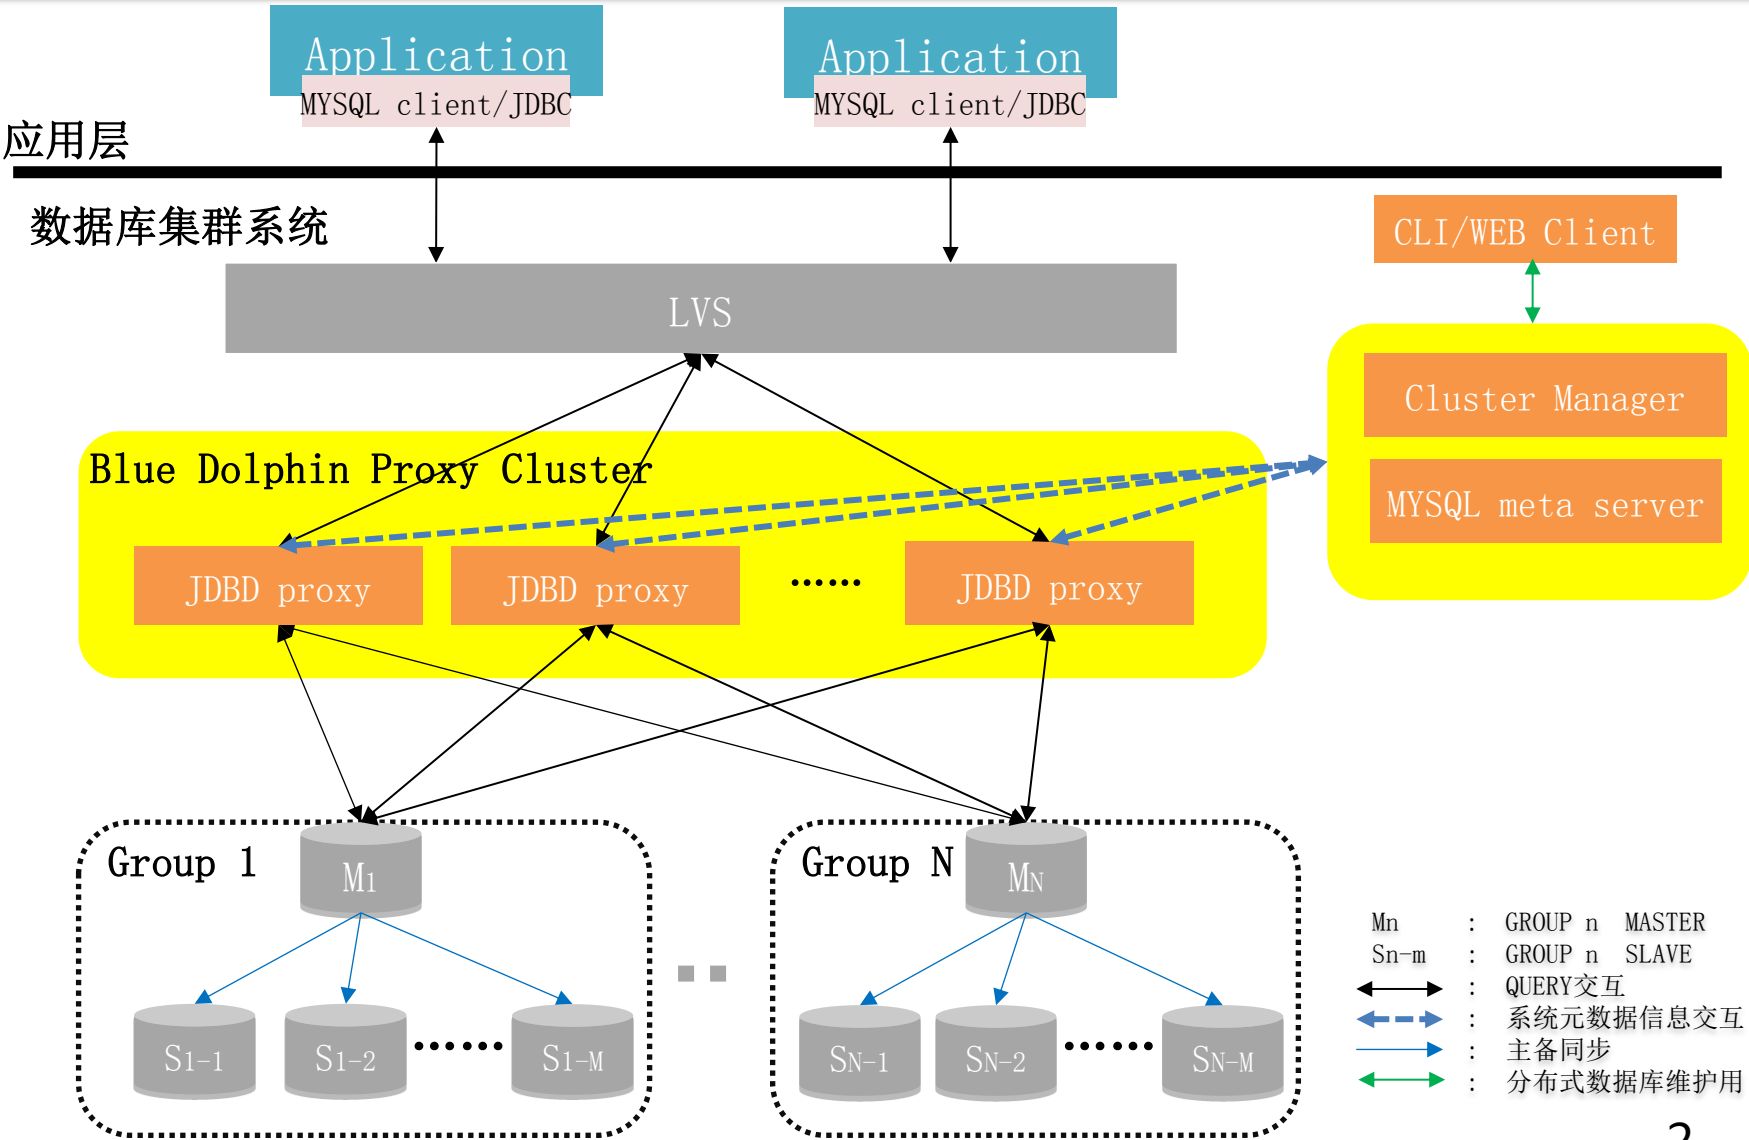 Application
MYSQL client/JDBC
Application
MYSQL client/JDBC
应用层
数据库集群系统
CLI/WEB Client
LVS
Cluster Manager
MYSQL meta server
Blue Dolphin Proxy Cluster
JDBD proxy
JDBD proxy
......
JDBD proxy
Group 1
M1
S1-1
S1-2
.......
S1-M
Group N
MN
SN-1
SN-2
.......
SN-M
Mn : GROUP n MASTER
Sn-m : GROUP n SLAVE
: QUERY交互
: 系统元数据信息交互
: 主备同步
: 分布式数据库维护用
2